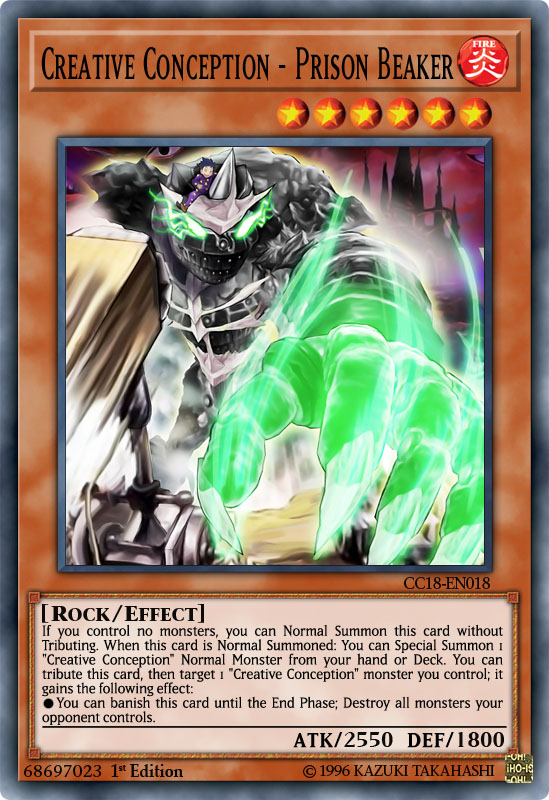 CREATIVE CONCEPTION - PRISON BEAKER
FIRE
炎
CC18-EN018
[ROCK/EFFECT]
If you control no monsters, you can Normal Summon this card without
Tributing. When this card is Normal Summoned: You can Special Summon 1
"Creative Conception" Normal Monster from your hand or Deck. You can
tribute this card, then target 1 "Creative Conception" monster you control; it
gains the following effect:
●You can banish this card until the End Phase; Destroy all monsters your
opponent controls.
ATK/2550 DEF/1800
68697023 1st Edition
© 1996 KAZUKI TAKAHASHI